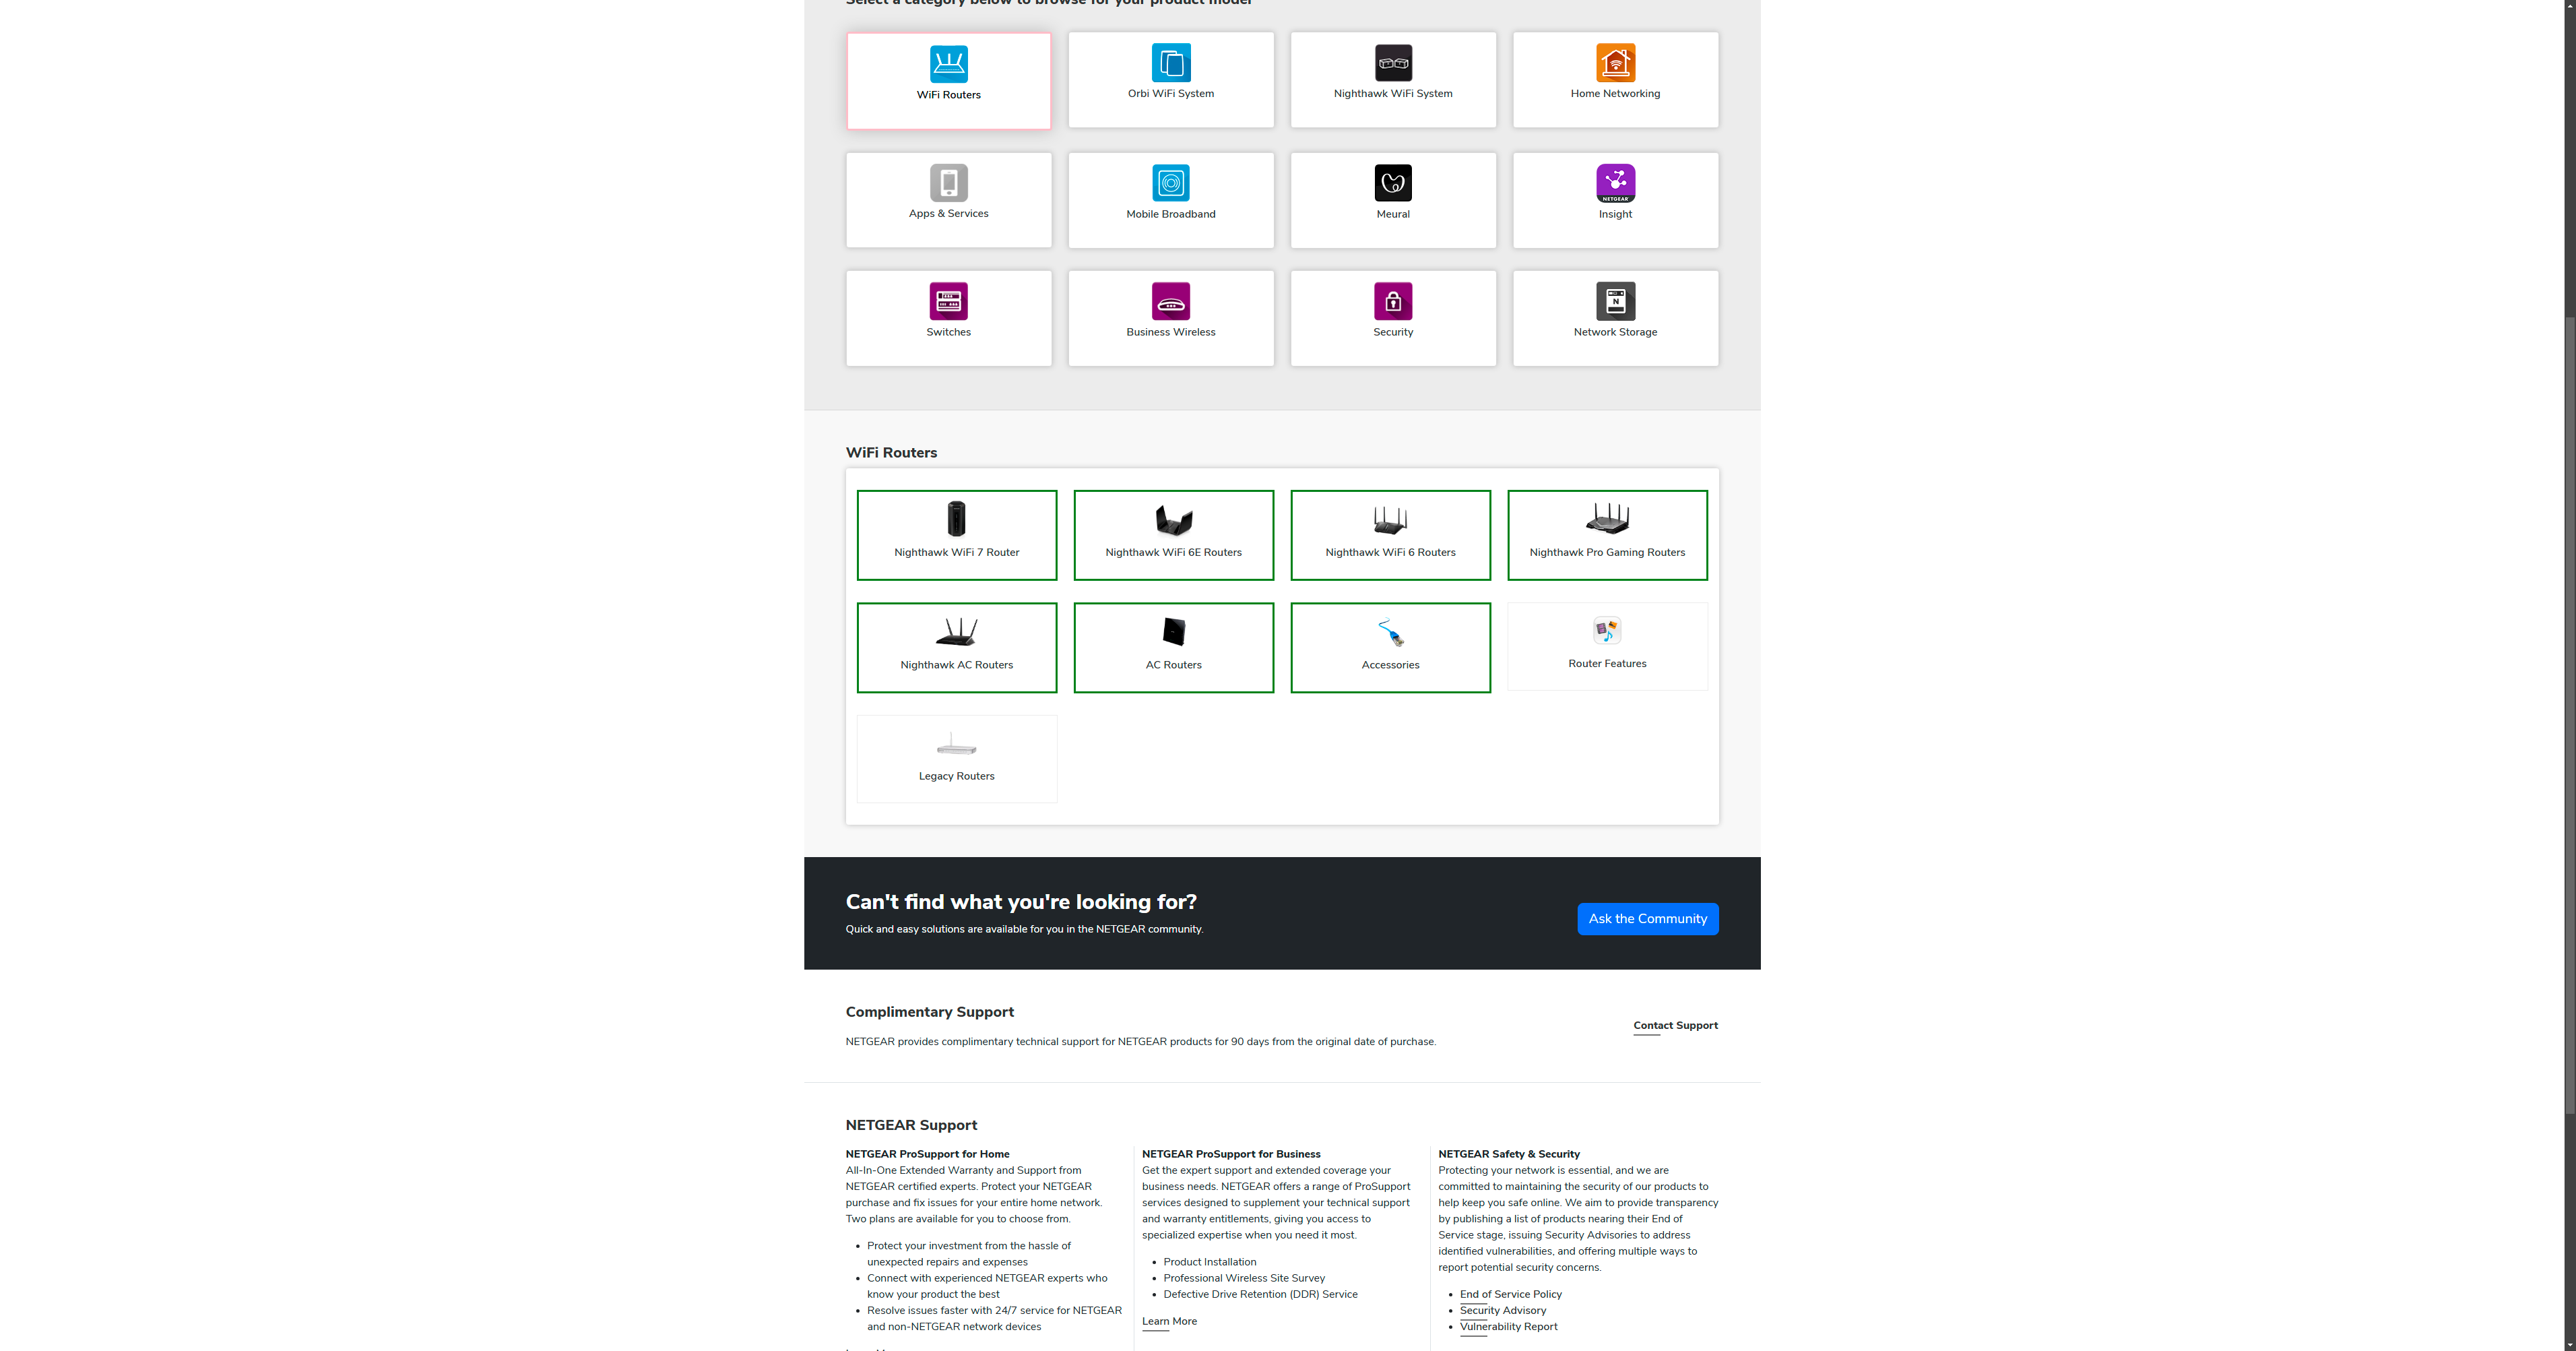 Select a category below to browse for your product model
WiFi Routers
Orbi WiFi System
Nighthawk WiFi System
Home Networking
Apps & Services
Mobile Broadband
Meural
NETGEAR
Insight
Switches
Business Wireless
Security
N
Network Storage
WiFi Routers
Nighthawk WiFi 7 Router
Nighthawk WiFi 6E Routers
Nighthawk WiFi 6 Routers
Nighthawk Pro Gaming Routers
Nighthawk AC Routers
AC Routers
Accessories
Router Features
Legacy Routers
Can't find what you're looking for?
Quick and easy solutions are available for you in the NETGEAR community.
Ask the Community
Complimentary Support
NETGEAR provides complimentary technical support for NETGEAR products for 90 days from the original date of purchase.
Contact Support
NETGEAR Support
NETGEAR ProSupport for Home
All-In-One Extended Warranty and Support from
NETGEAR certified experts. Protect your NETGEAR
purchase and fix issues for your entire home network.
Two plans are available for you to choose from.
Protect your investment from the hassle of
unexpected repairs and expenses
Connect with experienced NETGEAR experts who
know your product the best
Resolve issues faster with 24/7 service for NETGEAR
and non-NETGEAR network devices
NETGEAR ProSupport for Business
Get the expert support and extended coverage your
business needs. NETGEAR offers a range of ProSupport
services designed to supplement your technical support
and warranty entitlements, giving you access to
specialized expertise when you need it most.
Product Installation
Professional Wireless Site Survey
Defective Drive Retention (DDR) Service
Learn More
NETGEAR Safety & Security
Protecting your network is essential, and we are
committed to maintaining the security of our products to
help keep you safe online. We aim to provide transparency
by publishing a list of products nearing their End of
Service stage, issuing Security Advisories to address
identified vulnerabilities, and offering multiple ways to
report potential security concerns.
End of Service Policy
Security Advisory
Vulnerability Report